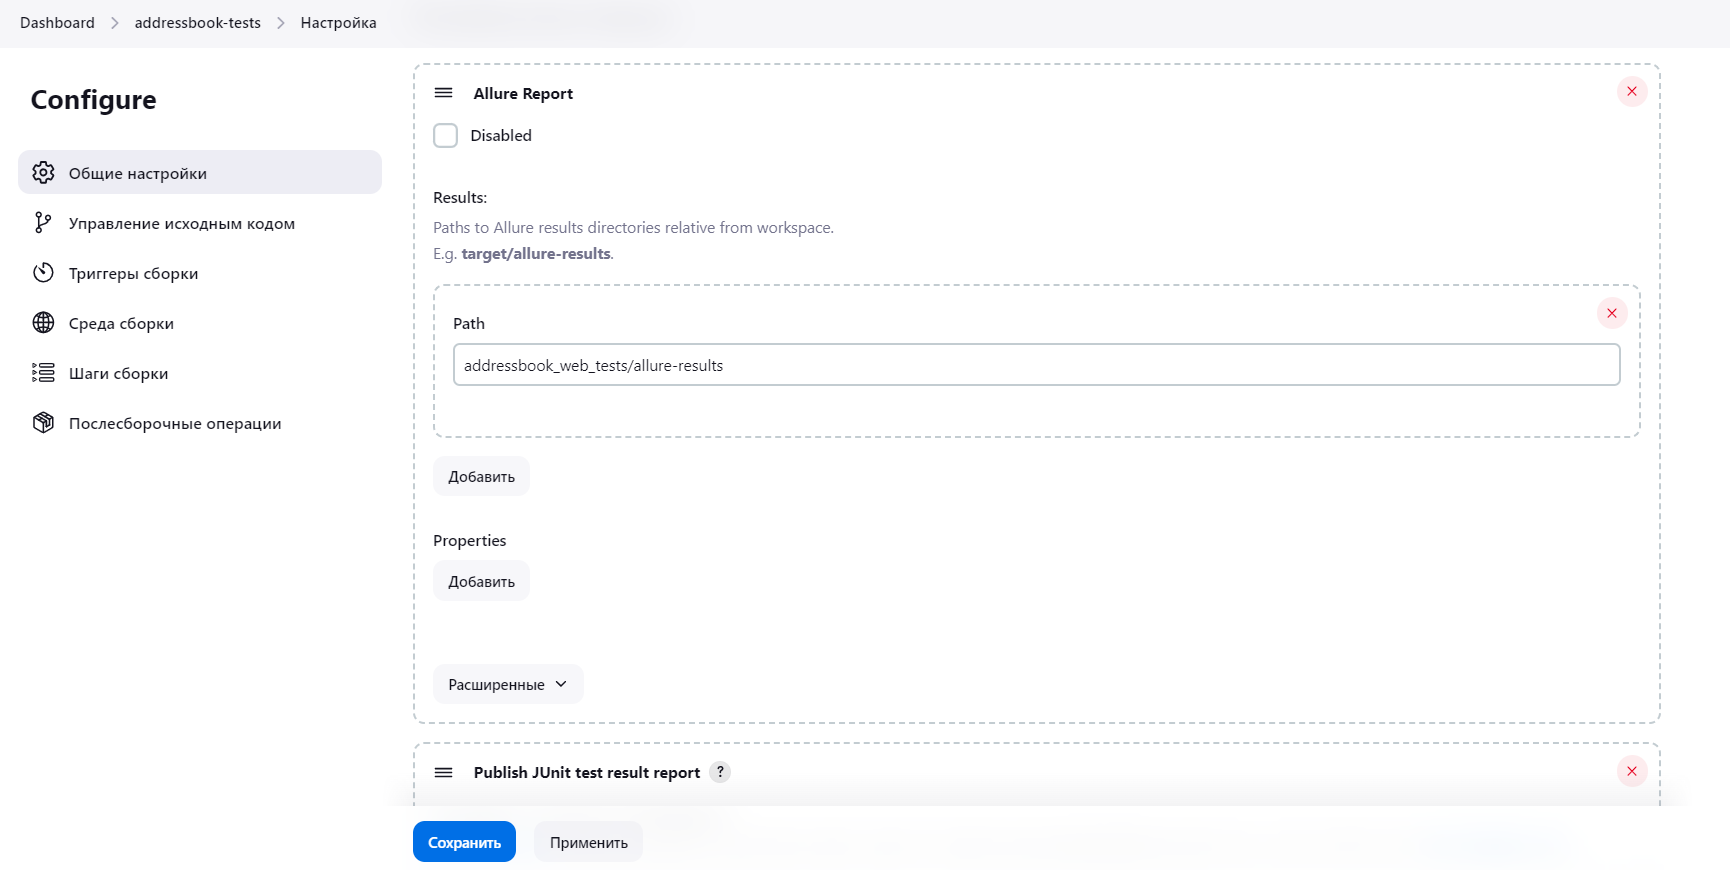 Dashboard
addressbook-tests
Настройка
Configure
Общие настройки
Управление исходным кодом
Триггеры сборки
Среда сборки
Шаги сборки
Послесборочные операции
Allure Report
Disabled
Results:
Paths to Allure results directories relative from workspace.
E.g. target/allure-results.
Path
addressbook_web_tests/allure-results
Добавить
Properties
Добавить
Расширенные
Publish JUnit test result report ?
Сохранить
Применить